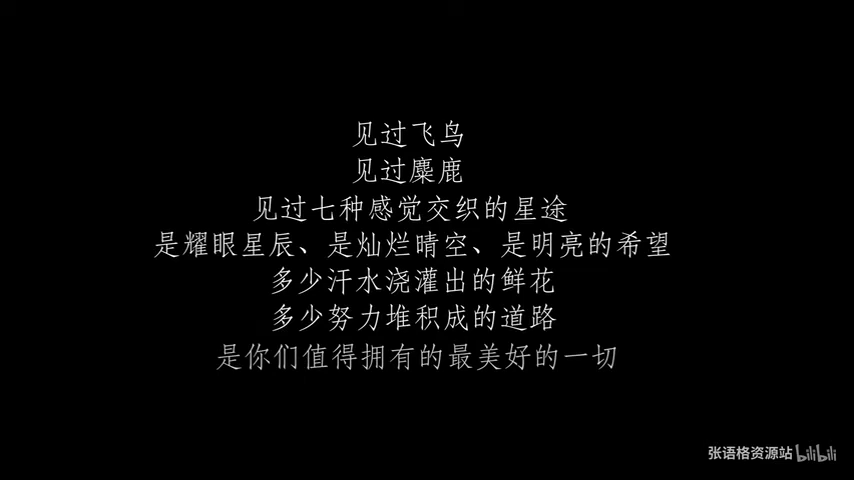 见过飞鸟
见过麋鹿
见过七种感觉交织的星途
是耀眼星辰、是灿烂晴空、是明亮的希望
多少汗水浇灌出的鲜花
多少努力堆积成的道路
是你们值得拥有的最美好的一切
张语格资源站 bilibili